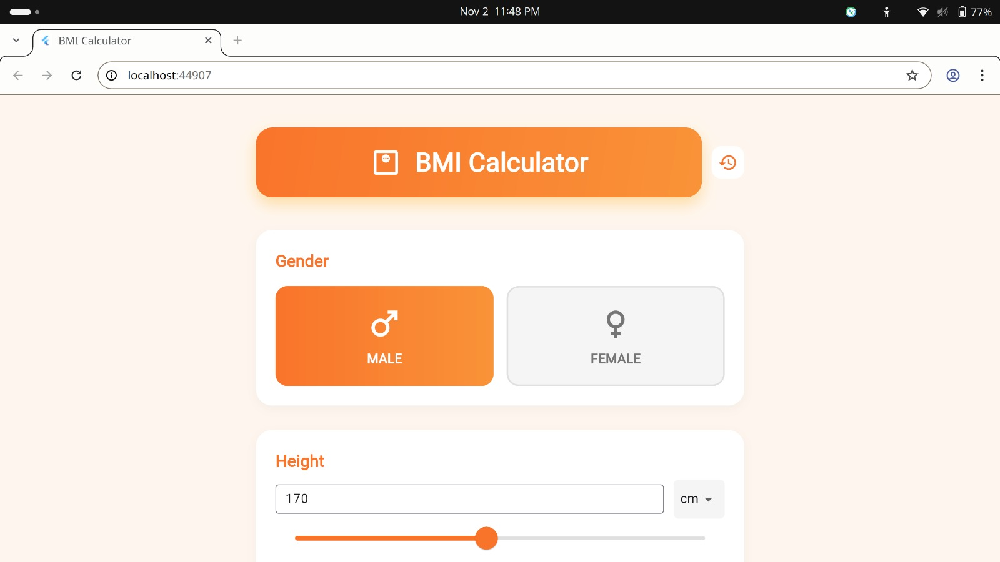 Nov 2 11:48 PM
77%
BMI Calculator
localhost:44907
BMI Calculator
Gender
MALE
FEMALE
Height
170
cm